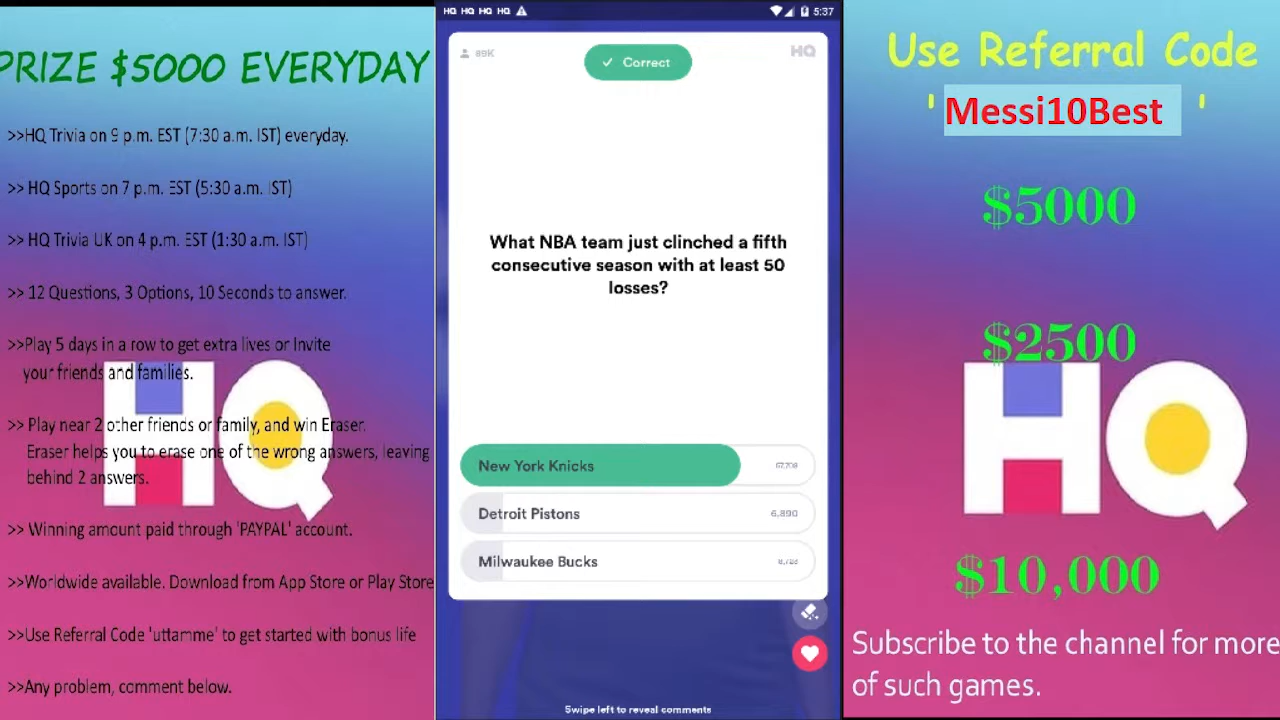 PRIZE $5000 EVERYDAY
>>HQ Trivia on 9 p.m. EST (7:30 a.m. IST) everyday.
>> HQ Sports on 7 p.m. EST (5:30 a.m. IST)
>> HQ Trivia UK on 4 p.m. EST (1:30 a.m. IST)
>> 12 Questions, 3 Options, 10 Seconds to answer.
>>Play 5 days in a row to get extra lives or Invite
your friends and families.
>> Play near 2 other friends or family, and win Eraser.
Eraser helps you to erase one of the wrong answers, leaving
behind 2 answers.
>> Winning amount paid through 'PAYPAL' account.
>>Worldwide available. Download from App Store or Play Store
>>Use Referral Code 'uttamme' to get started with bonus life
>>Any problem, comment below.
HQ
HQ HQ HQ HQ 5:37
89K
Correct
HQ
What NBA team just clinched a fifth
consecutive season with at least 50
losses?
New York Knicks
Detroit Pistons 6,890
Milwaukee Bucks
Swipe left to reveal comments
Use Referral Code
' Messi10Best '
$5000
$2500
HQ
$10,000
Subscribe to the channel for more
of such games.